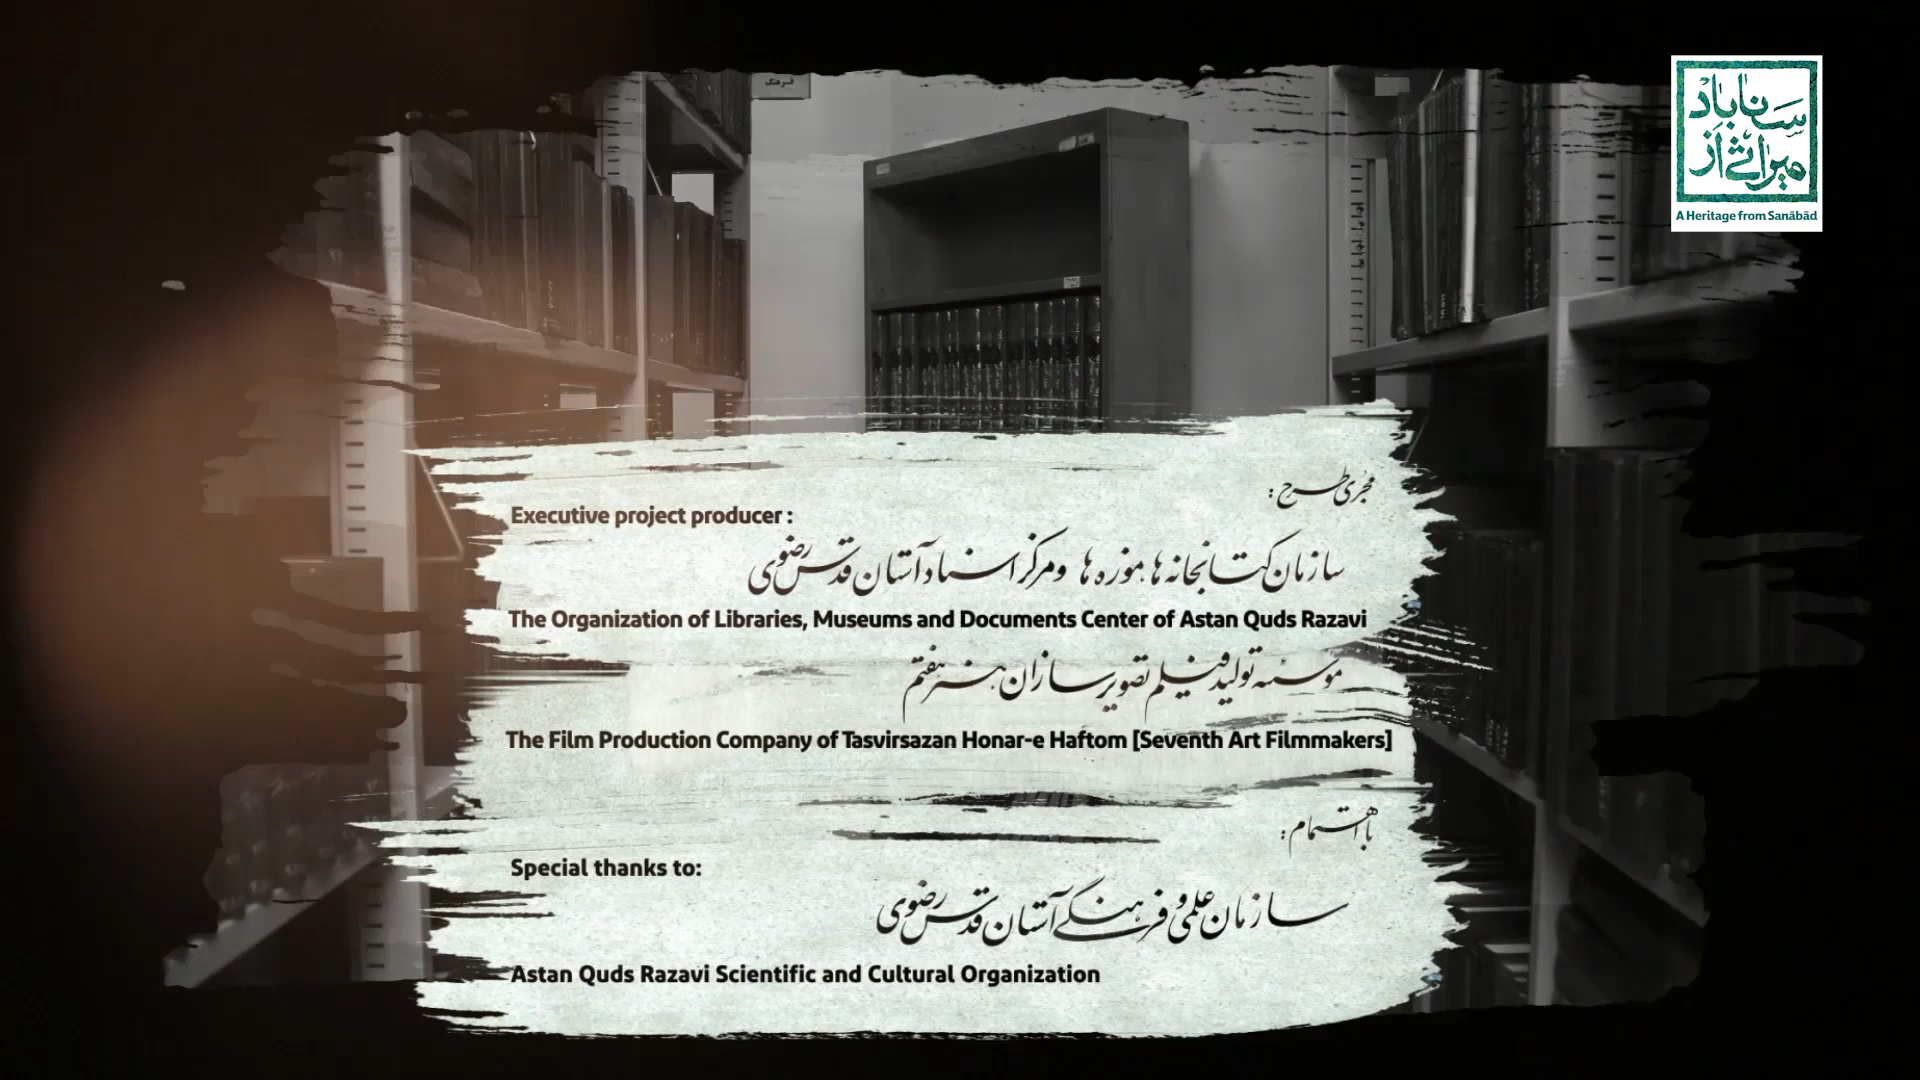 فرهنگ
میراثی از
سناباد
A Heritage from Sanābād
مجری طرح :
Executive project producer :
سازمان کتابخانه ها، موزه ها و مرکز اسناد آستان قدس رضوی
The Organization of Libraries, Museums and Documents Center of Astan Quds Razavi
موسسه تولید فیلم تصویرسازان هنر هفتم
The Film Production Company of Tasvirsazan Honar-e Haftom [Seventh Art Filmmakers]
با اهتمام :
Special thanks to:
سازمان علمی و فرهنگی آستان قدس رضوی
Astan Quds Razavi Scientific and Cultural Organization